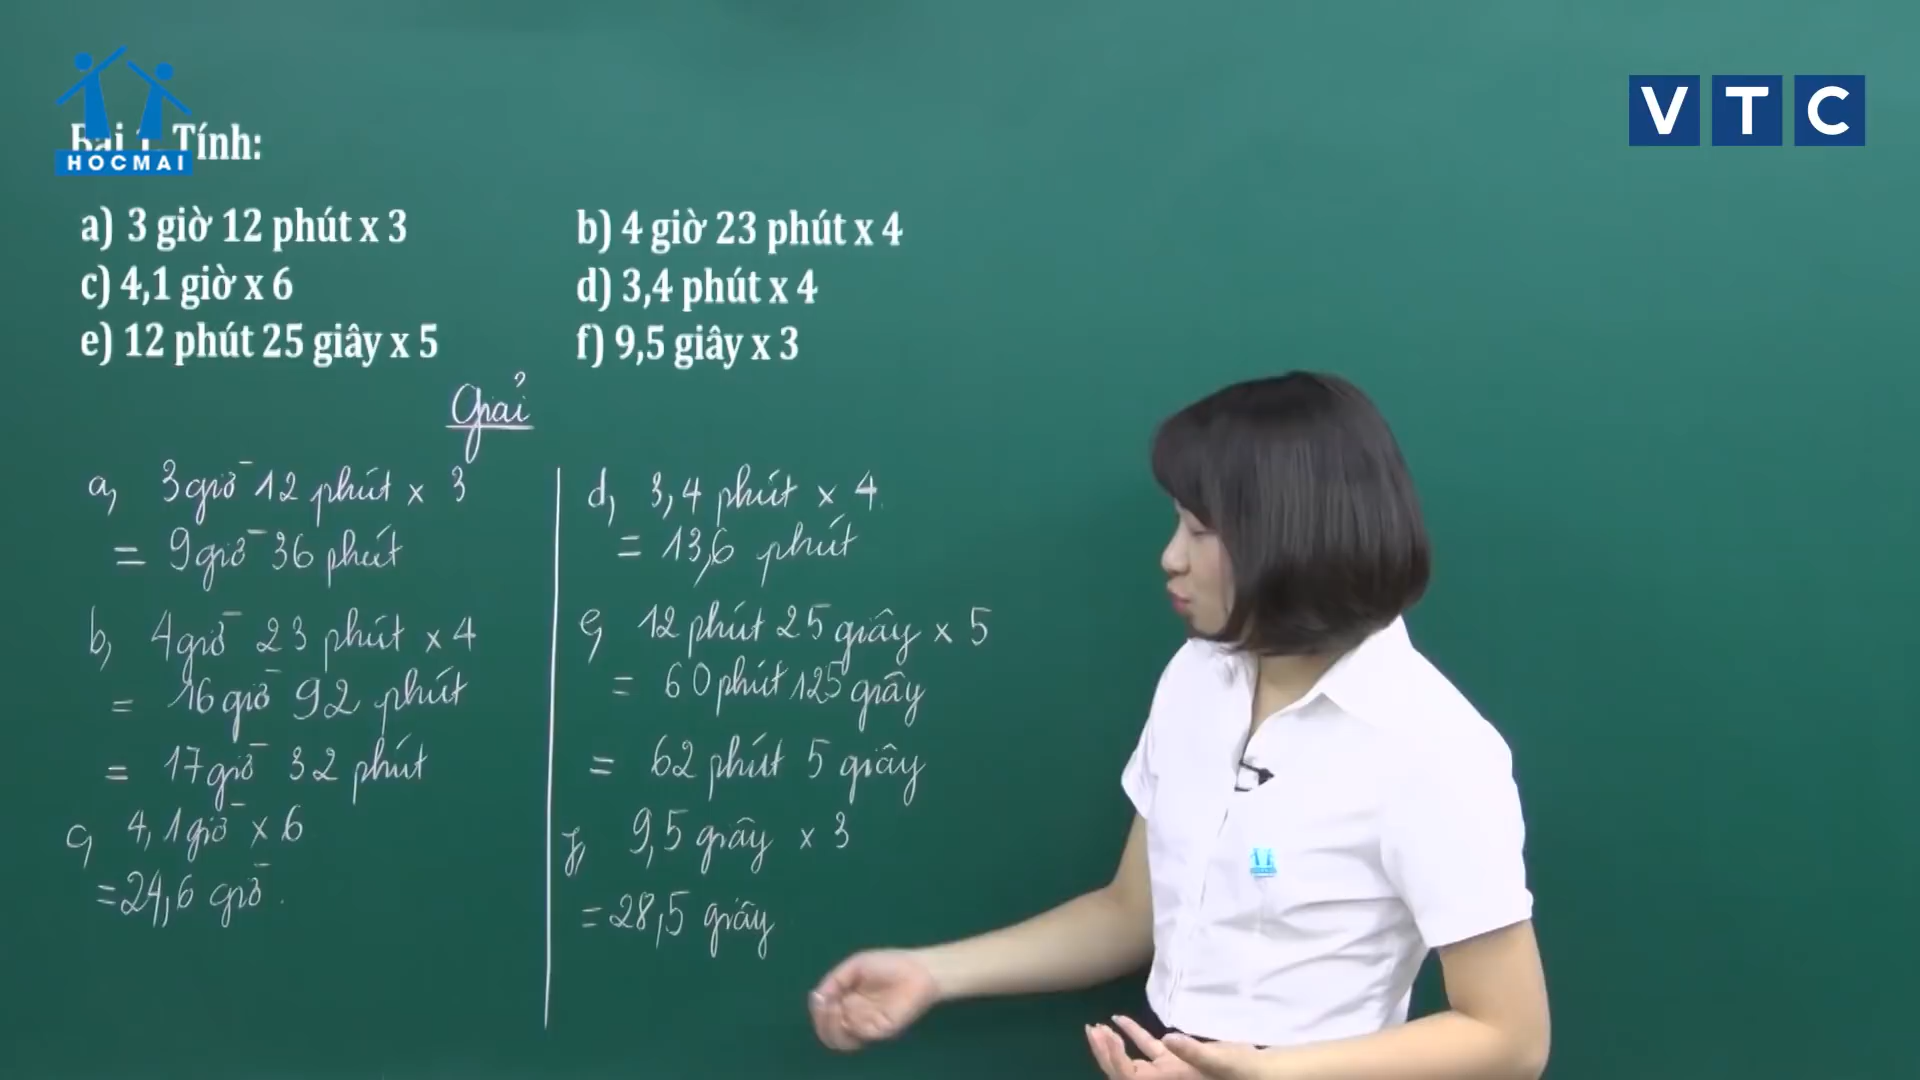 HOCMAI
VTC
Bài 1. Tính:
a) 3 giờ 12 phút x 3
b) 4 giờ 23 phút x 4
c) 4,1 giờ x 6
d) 3,4 phút x 4
e) 12 phút 25 giây x 5
f) 9,5 giây x 3
Giải
a, 3 giờ 12 phút x 3
= 9 giờ 36 phút
b, 4 giờ 23 phút x 4
= 16 giờ 92 phút
= 17 giờ 32 phút
c, 4,1 giờ x 6
= 24,6 giờ.
d, 3,4 phút x 4
= 13,6 phút
e, 12 phút 25 giây x 5
= 60 phút 125 giây
= 62 phút 5 giây
f, 9,5 giây x 3
= 28,5 giây